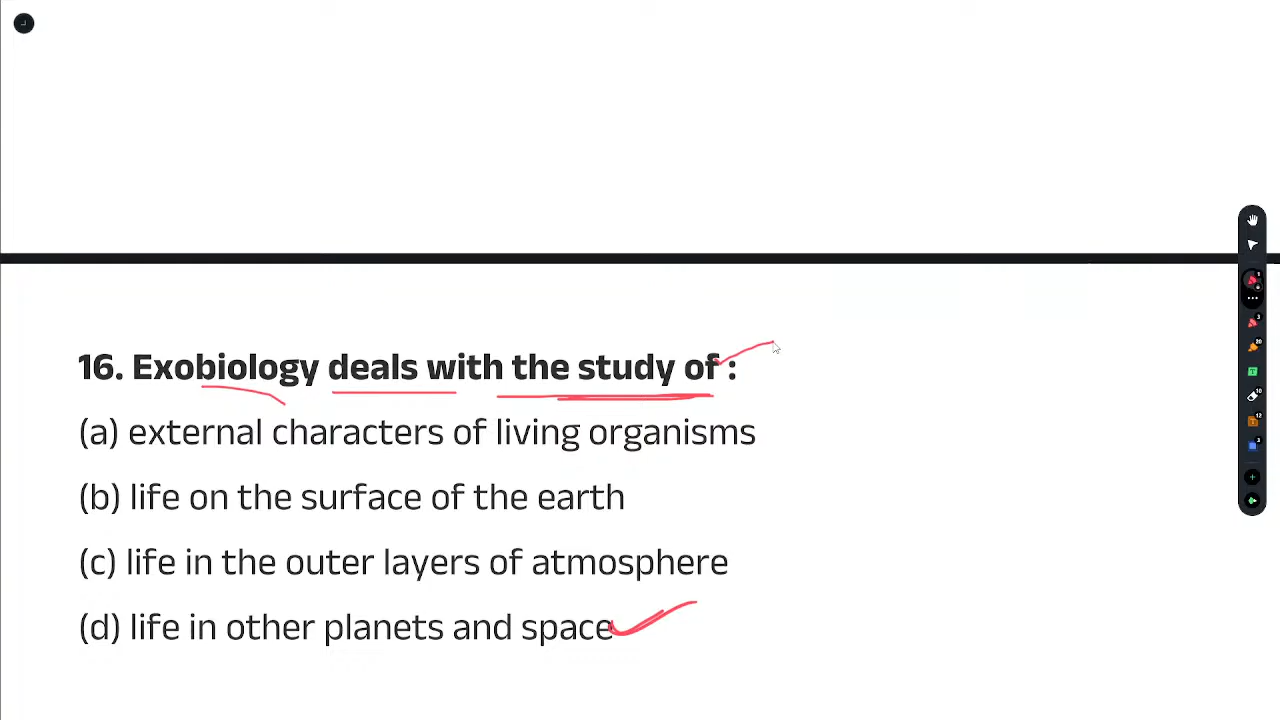 16. Exobiology deals with the study of :
(a) external characters of living organisms
(b) life on the surface of the earth
(c) life in the outer layers of atmosphere
(d) life in other planets and space